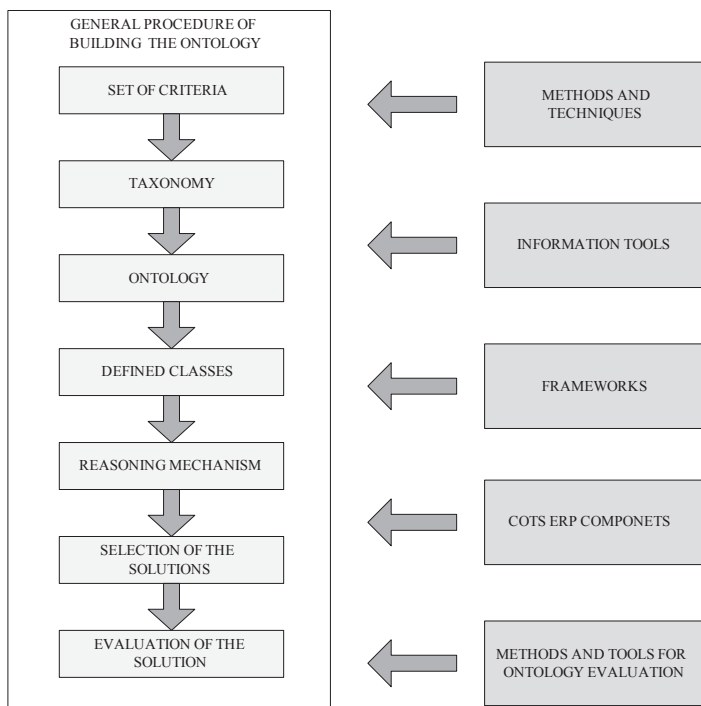 GENERAL PROCEDURE OF
BUILDING THE ONTOLOGY
SET OF CRITERIA
TAXONOMY
ONTOLOGY
DEFINED CLASSES
REASONING MECHANISM
SELECTION OF THE
SOLUTIONS
EVALUATION OF THE
SOLUTION
METHODS AND
TECHNIQUES
INFORMATION TOOLS
FRAMEWORKS
COTS ERP COMPONETS
METHODS AND TOOLS FOR
ONTOLOGY EVALUATION